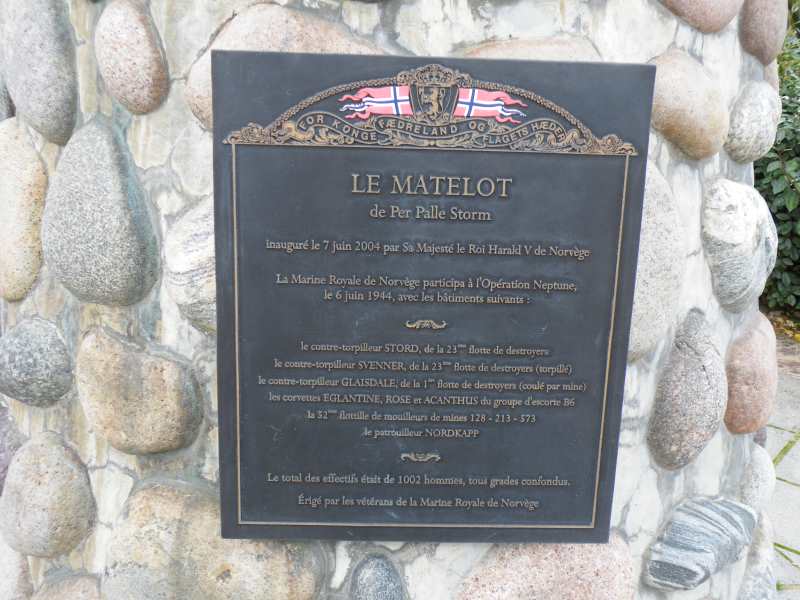 FOR KONGE FÆDRELAND OG FLAGETS HÆDER
LE MATELOT
de Per Palle Storm
inauguré le 7 juin 2004 par Sa Majesté le Roi Harakl V de Norvège
La Marine Royale de Norvège participa à l'Opération Neptune,
le 6 juin 1944, avec les bâtiments suivants :
le contre-torpilleur STORD, de la 23ème flotte de destroyers
le contre-torpilleur SVENNER, de la 23ème flotte de destroyers (torpillé)
le contre-torpilleur GLAISDALE, de la 1ère flotte de destroyers (coulé par mine)
les corvettes EGLANTINE, ROSE et ACANTHUS du groupe d'escorte B6
la 52ème flottille de mouilleurs de mines 128 - 213 - 573
le patrouilleur NORDKAPP
Le total des effectifs était de 1002 hommes, tous grades confondus.
Érigé par les vétérans de la Marine Royale de Norvège